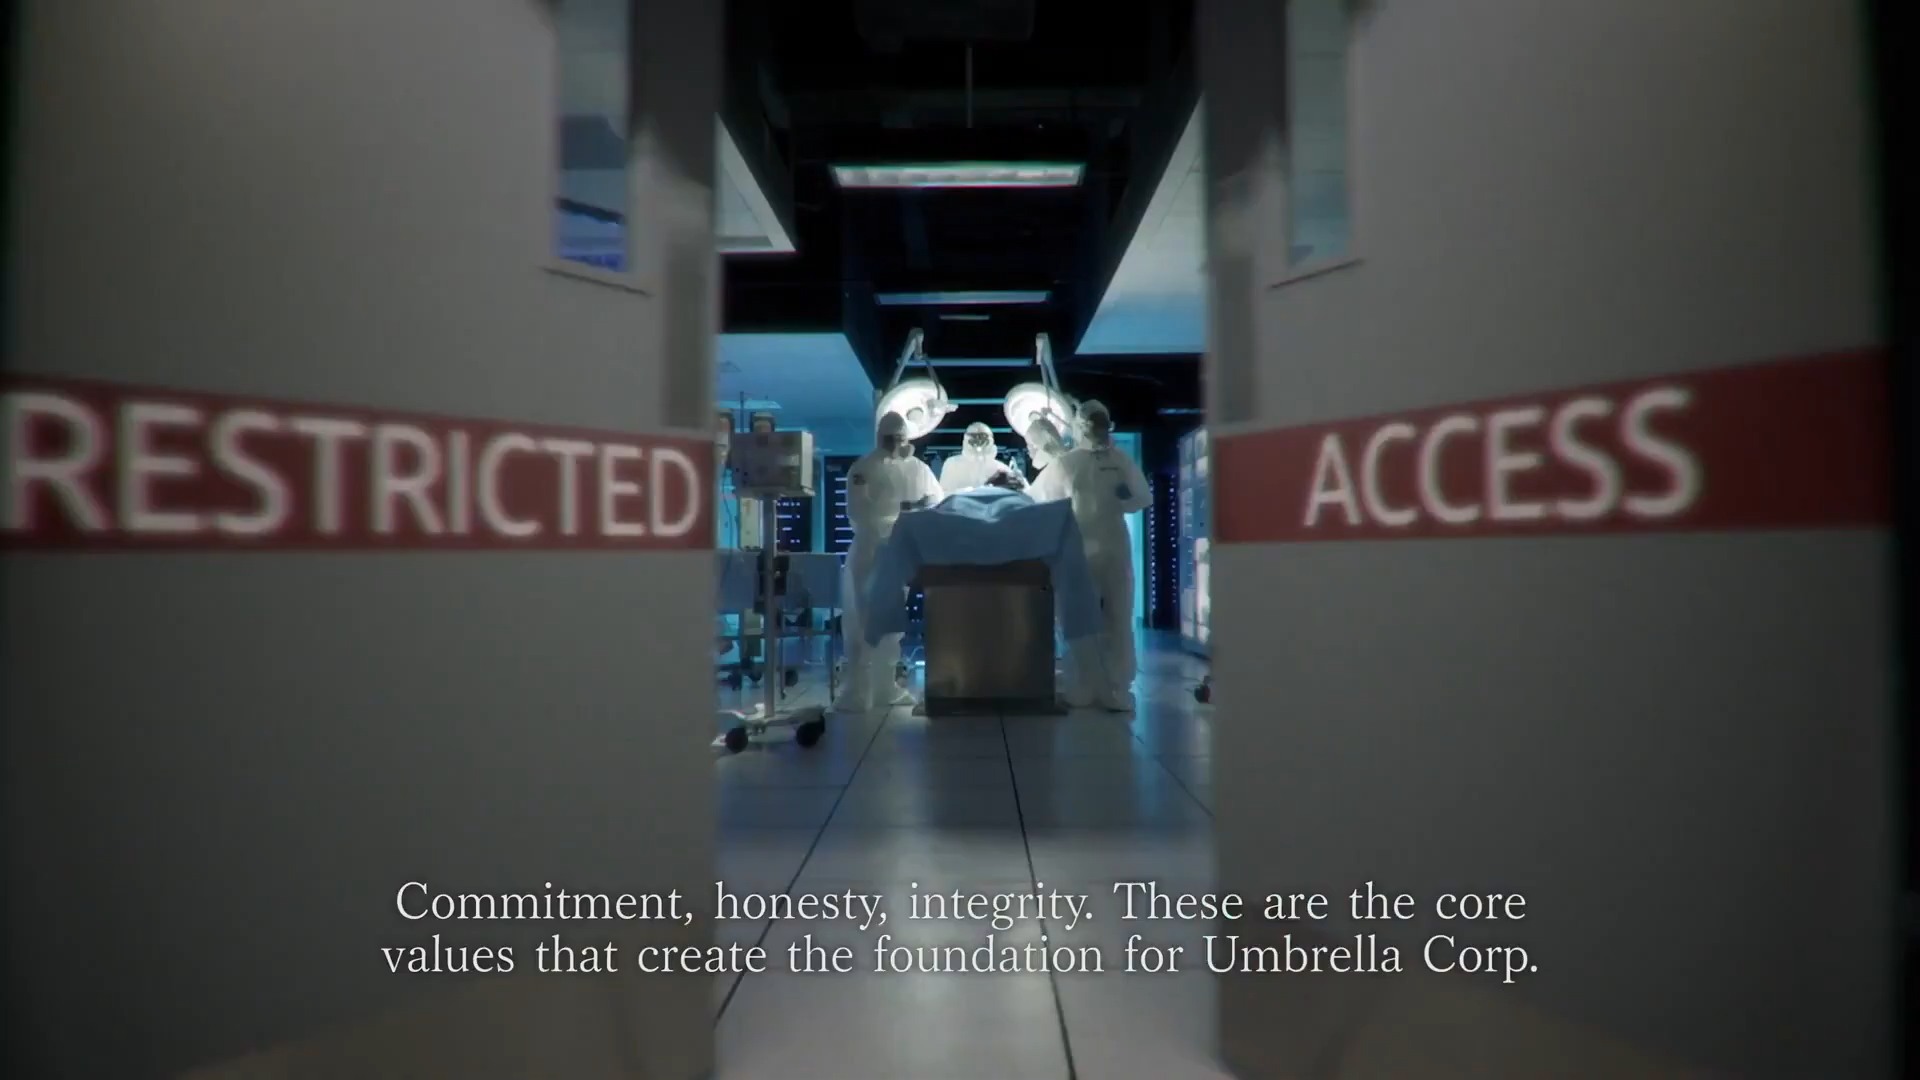 RESTRICTED ACCESS
Commitment, honesty, integrity. These are the core
values that create the foundation for Umbrella Corp.